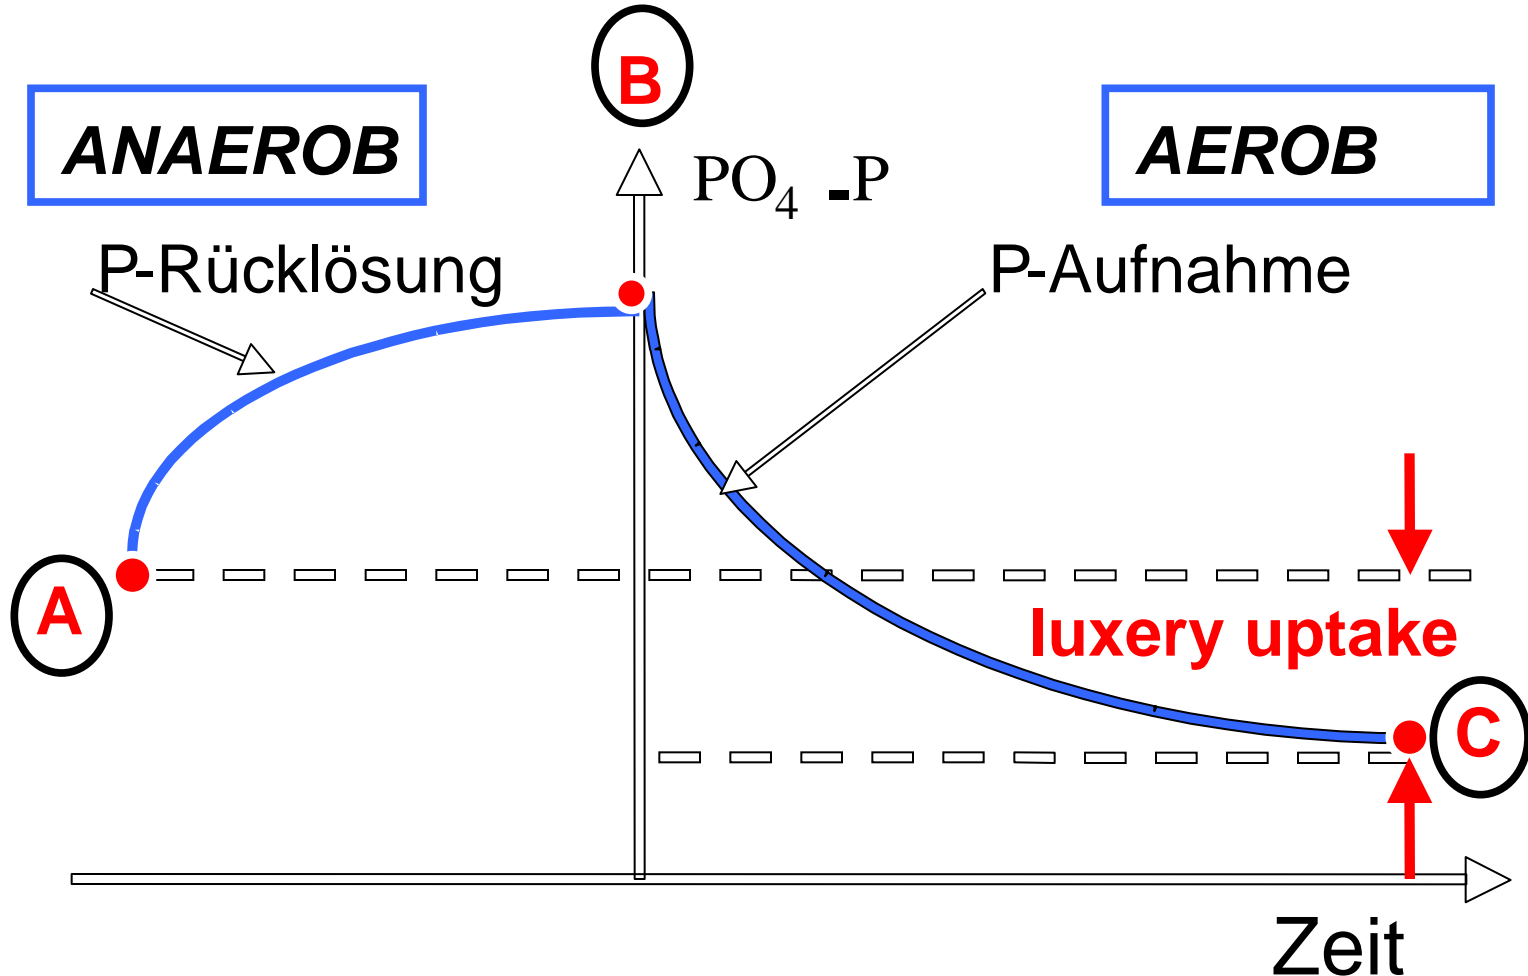 B
ANAEROB
AEROB
PO4 -P
P-Rücklösung
P-Aufnahme
A
luxery uptake
C
Zeit